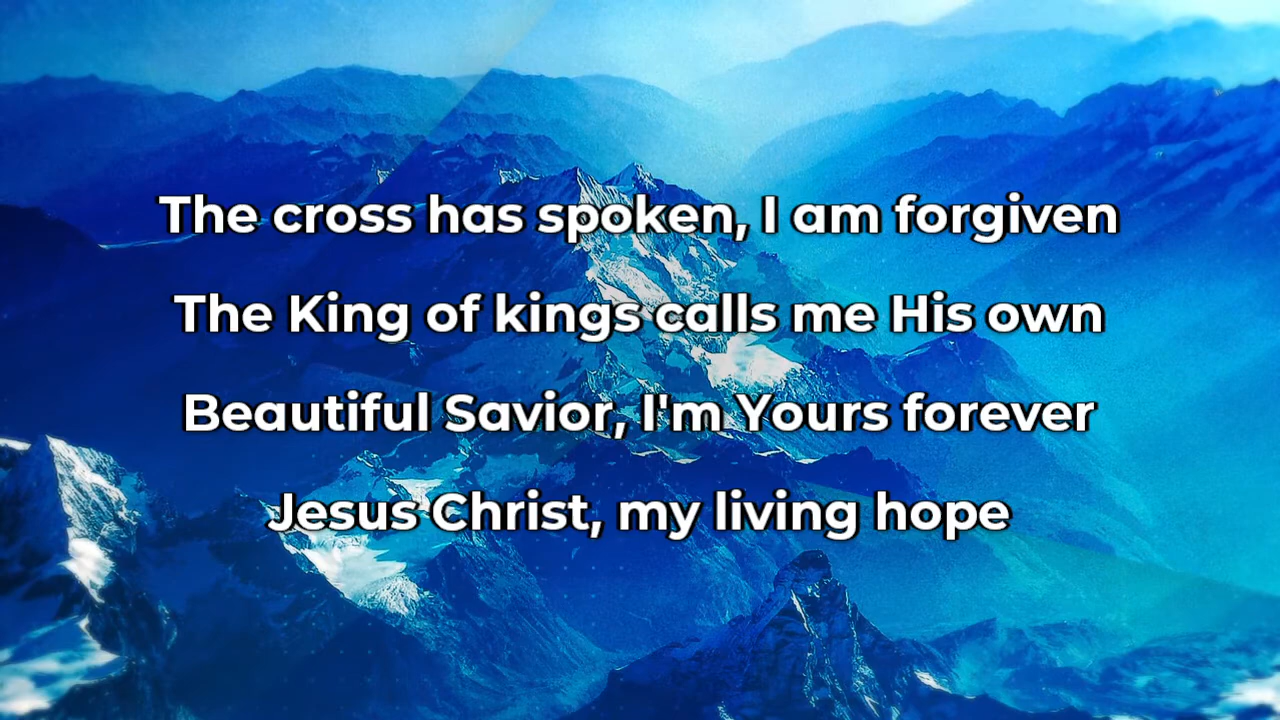 The cross has spoken, I am forgiven
The King of kings calls me His own
Beautiful Savior, I'm Yours forever
Jesus Christ, my living hope